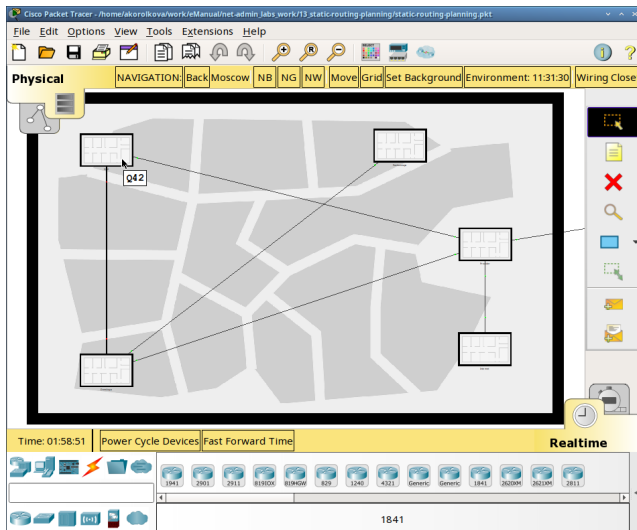 Cisco Packet Tracer - /home/akorolkova/work/eManual/net-admin_labs_work/13_static-routing-planning/static-routing-planning.pkt
File Edit Options View Tools Extensions Help
Physical
NAVIGATION: Back Moscow NB NG NW Move Grid Set Background Environment: 11:31:30 Wiring Close
Q42
Time: 01:58:51 Power Cycle Devices Fast Forward Time
Realtime
1941 2901 2911 819IOX 819HGW 829 1240 4321 Generic Generic 1841 2620XM 2621XM 2811
1841